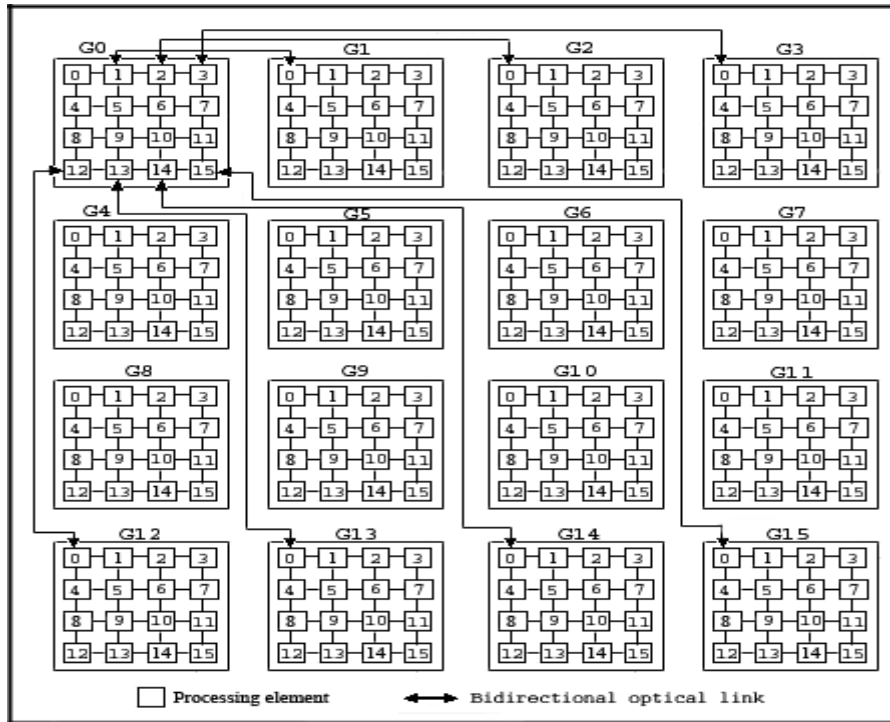 G0 G1 G2 G3
0 1 2 3 0 1 2 3 0 1 2 3 0 1 2 3
4 5 6 7 4 5 6 7 4 5 6 7 4 5 6 7
8 9 10 11 8 9 10 11 8 9 10 11 8 9 10 11
12 13 14 15 12 13 14 15 12 13 14 15 12 13 14 15
G4 G5 G6 G7
0 1 2 3 0 1 2 3 0 1 2 3 0 1 2 3
4 5 6 7 4 5 6 7 4 5 6 7 4 5 6 7
8 9 10 11 8 9 10 11 8 9 10 11 8 9 10 11
12 13 14 15 12 13 14 15 12 13 14 15 12 13 14 15
G8 G9 G10 G11
0 1 2 3 0 1 2 3 0 1 2 3 0 1 2 3
4 5 6 7 4 5 6 7 4 5 6 7 4 5 6 7
8 9 10 11 8 9 10 11 8 9 10 11 8 9 10 11
12 13 14 15 12 13 14 15 12 13 14 15 12 13 14 15
G12 G13 G14 G15
0 1 2 3 0 1 2 3 0 1 2 3 0 1 2 3
4 5 6 7 4 5 6 7 4 5 6 7 4 5 6 7
8 9 10 11 8 9 10 11 8 9 10 11 8 9 10 11
12 13 14 15 12 13 14 15 12 13 14 15 12 13 14 15
Processing element Bidirectional optical link